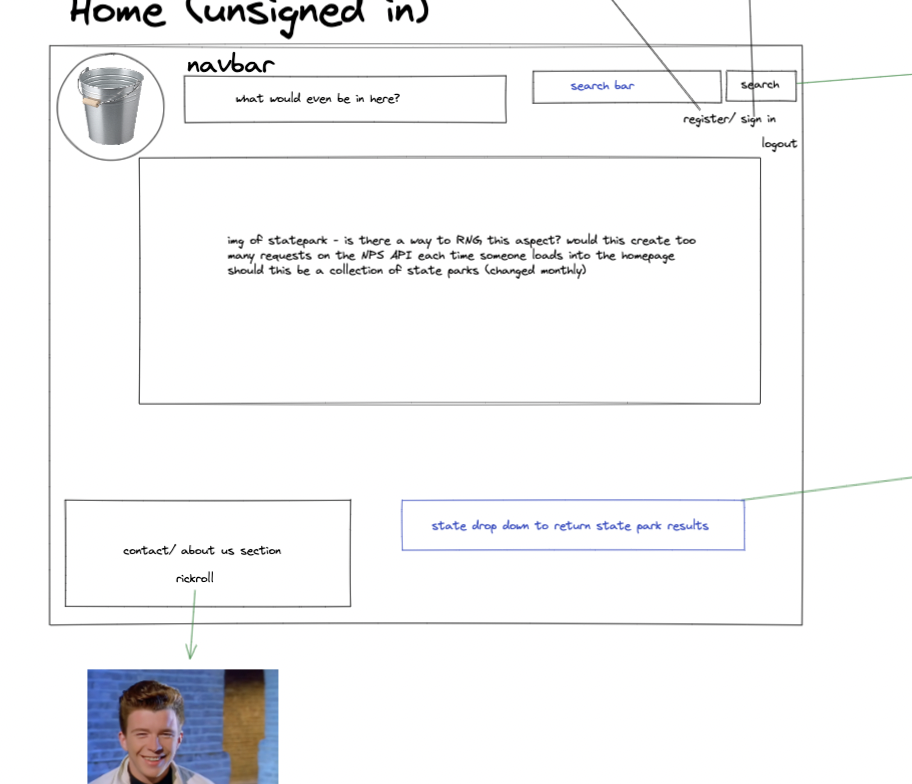 Home (unsigned in)
navbar
what would even be in here?
search bar
search
register/ sign in
logout
img of statepark - is there a way to RNG this aspect? would this create too
many requests on the NPS API each time someone loads into the homepage
should this be a collection of state parks (changed monthly)
contact/ about us section
rickroll
state drop down to return state park results